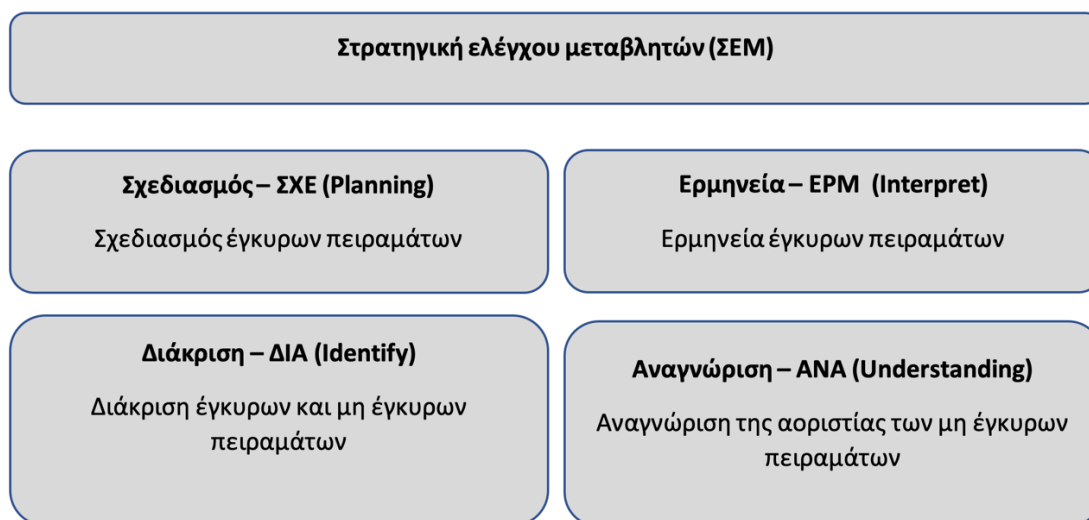 Στρατηγική ελέγχου μεταβλητών (ΣΕΜ)
Σχεδιασμός – ΣΧΕ (Planning)
Σχεδιασμός έγκυρων πειραμάτων
Ερμηνεία – ΕΡΜ (Interpret)
Ερμηνεία έγκυρων πειραμάτων
Διάκριση – ΔΙΑ (Identify)
Διάκριση έγκυρων και μη έγκυρων
πειραμάτων
Αναγνώριση – ΑΝΑ (Understanding)
Αναγνώριση της αοριστίας των μη έγκυρων
πειραμάτων